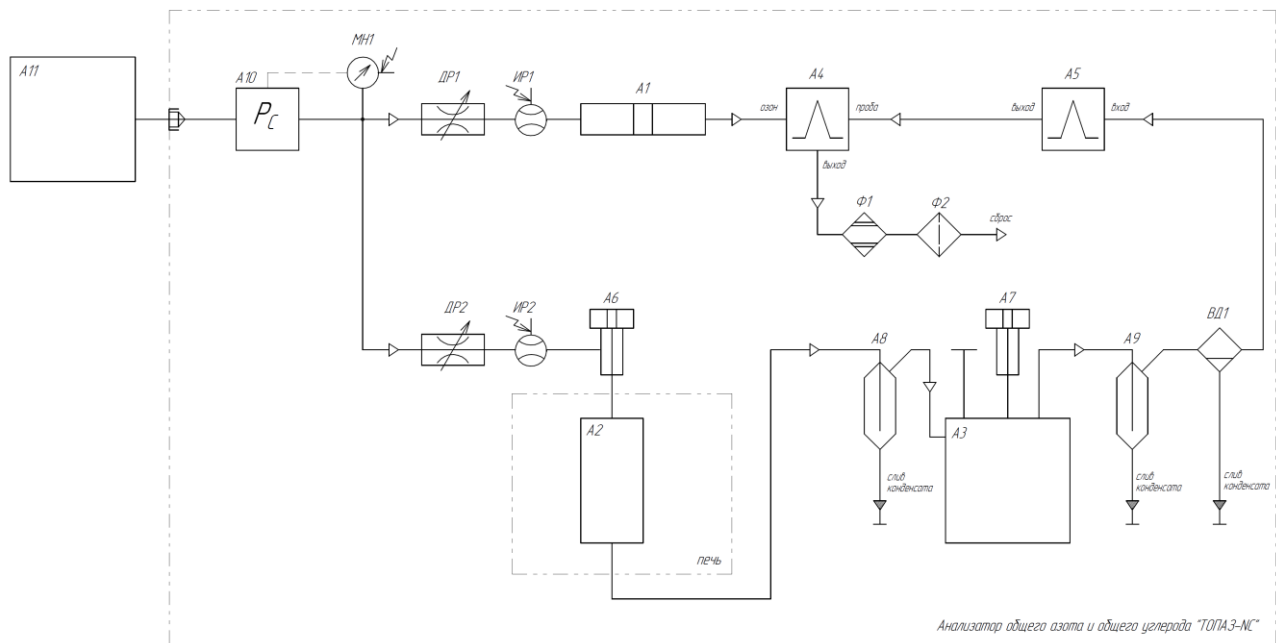 А11
А10
МН1
ДР1
ИР1
А1
А4
А5
Рс
озон
проба
выход
вход
выход
Ф1
Ф2
сброс
ДР2
ИР2
А6
А7
А8
А9
ВД1
А2
А3
слив
конденсата
слив
конденсата
слив
конденсата
печь
Анализатор общего азота и общего углерода "ТОПАЗ-NC"